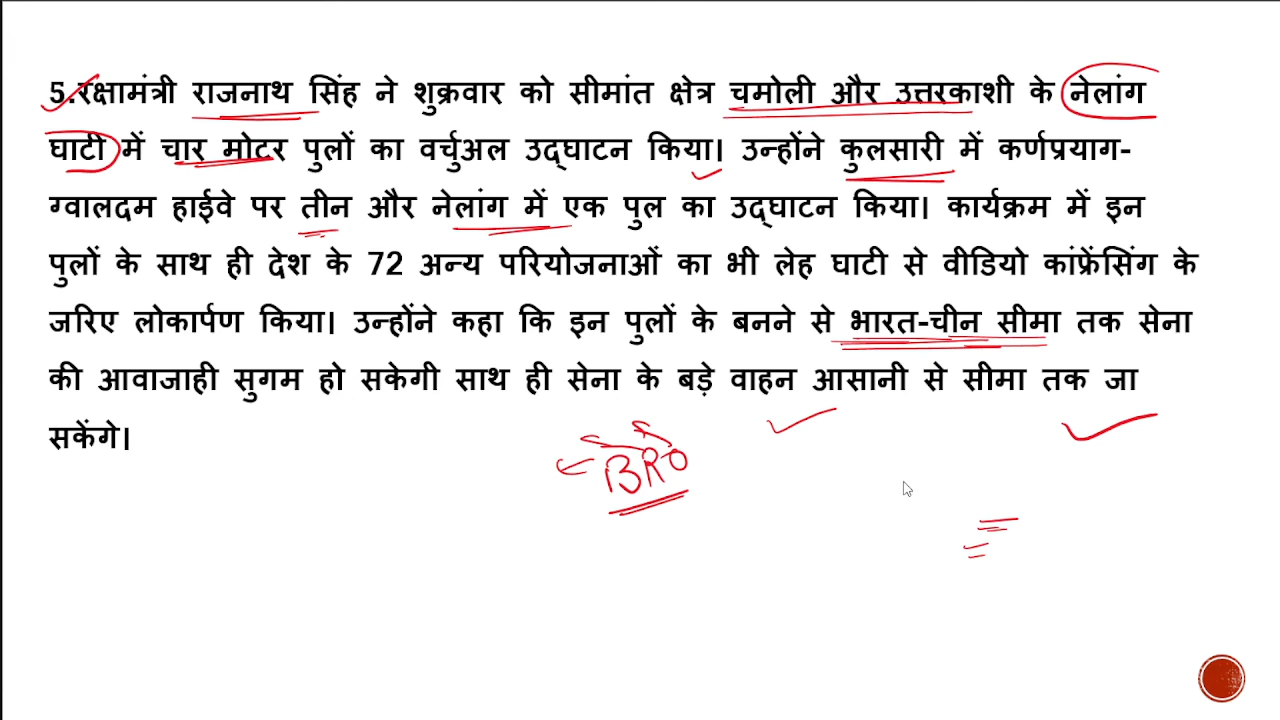 5.रक्षामंत्री राजनाथ सिंह ने शुक्रवार को सीमांत क्षेत्र चमोली और उत्तरकाशी के नेलांग
घाटी में चार मोटर पुलों का वर्चुअल उद्घाटन किया। उन्होंने कुलसारी में कर्णप्रयाग-
ग्वालदम हाईवे पर तीन और नेलांग में एक पुल का उद्घाटन किया। कार्यक्रम में इन
पुलों के साथ ही देश के 72 अन्य परियोजनाओं का भी लेह घाटी से वीडियो कांफ्रेंसिंग के
जरिए लोकार्पण किया। उन्होंने कहा कि इन पुलों के बनने से भारत-चीन सीमा तक सेना
की आवाजाही सुगम हो सकेगी साथ ही सेना के बड़े वाहन आसानी से सीमा तक जा
सकेंगे।
BRO